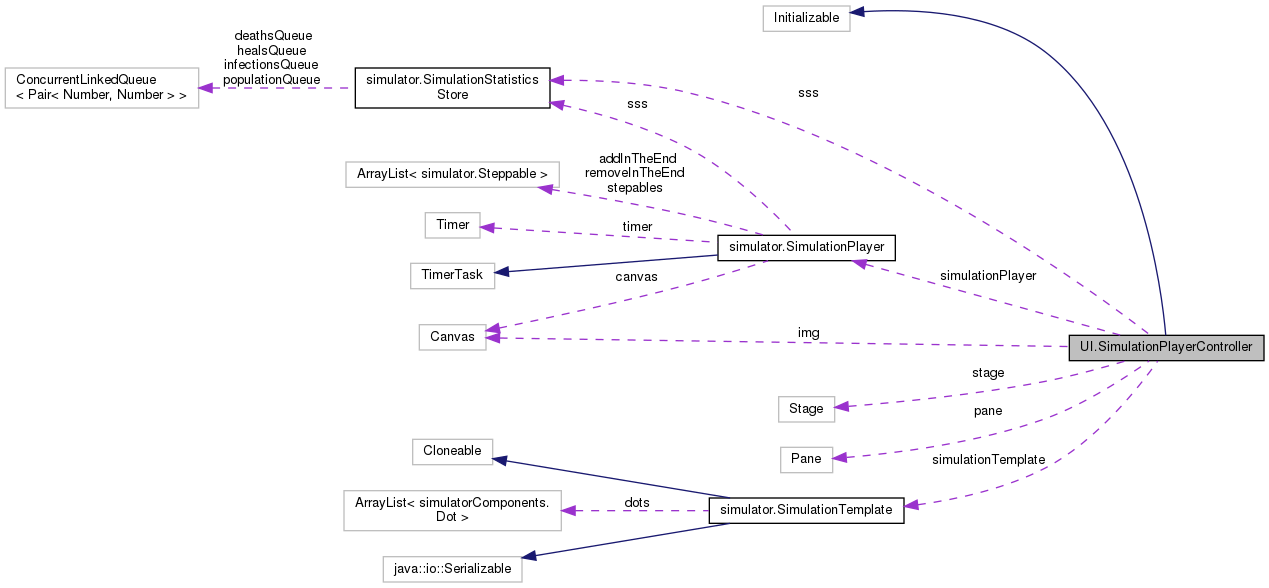 Initializable
deathsQueue
healsQueue
infectionsQueue
populationQueue
ConcurrentLinkedQueue
< Pair< Number, Number > >
simulator.SimulationStatistics
Store
sss
sss
ArrayList< simulator.Steppable >
addInTheEnd
removeInTheEnd
stepables
Timer
timer
simulator.SimulationPlayer
TimerTask
canvas
simulationPlayer
Canvas
img
UI.SimulationPlayerController
stage
Stage
pane
Pane
simulationTemplate
Cloneable
ArrayList< simulatorComponents.
Dot >
dots
simulator.SimulationTemplate
java::io::Serializable